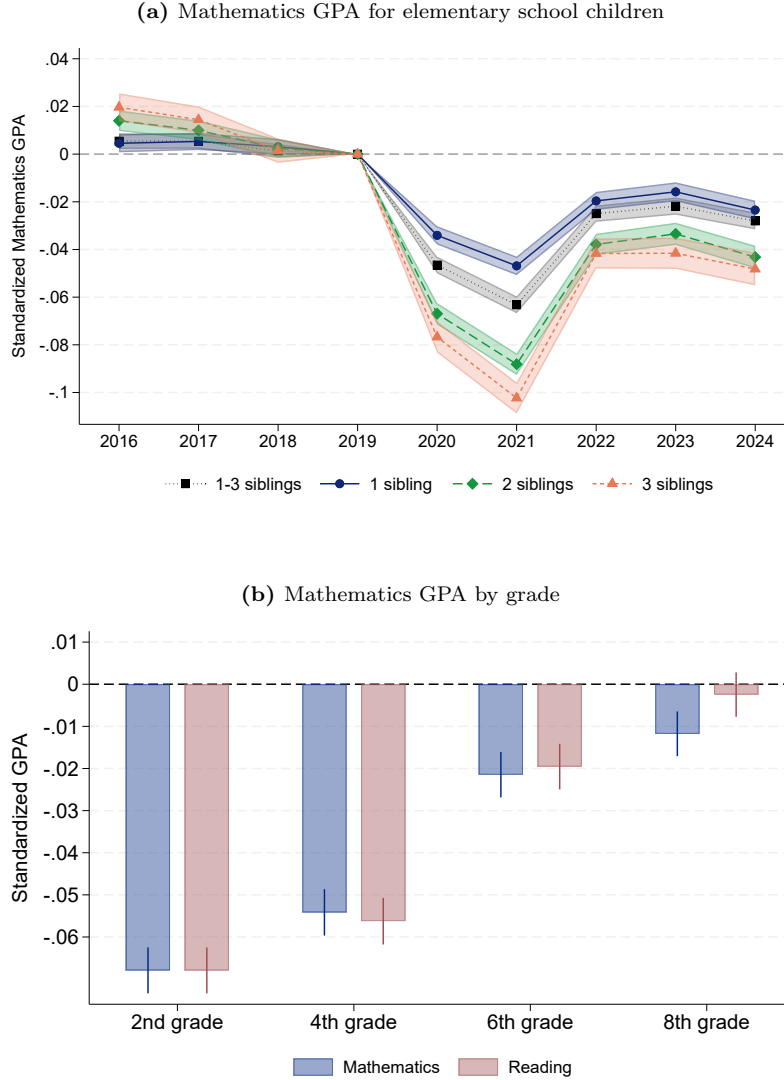 (a) Mathematics GPA for elementary school children
Standardized Mathematics GPA
.04
.02
0
-.02
-.04
-.06
-.08
-.1
2016 2017 2018 2019 2020 2021 2022 2023 2024
1-3 siblings 1 sibling 2 siblings 3 siblings
(b) Mathematics GPA by grade
Standardized GPA
.01
0
-.01
-.02
-.03
-.04
-.05
-.06
2nd grade 4th grade 6th grade 8th grade
Mathematics Reading